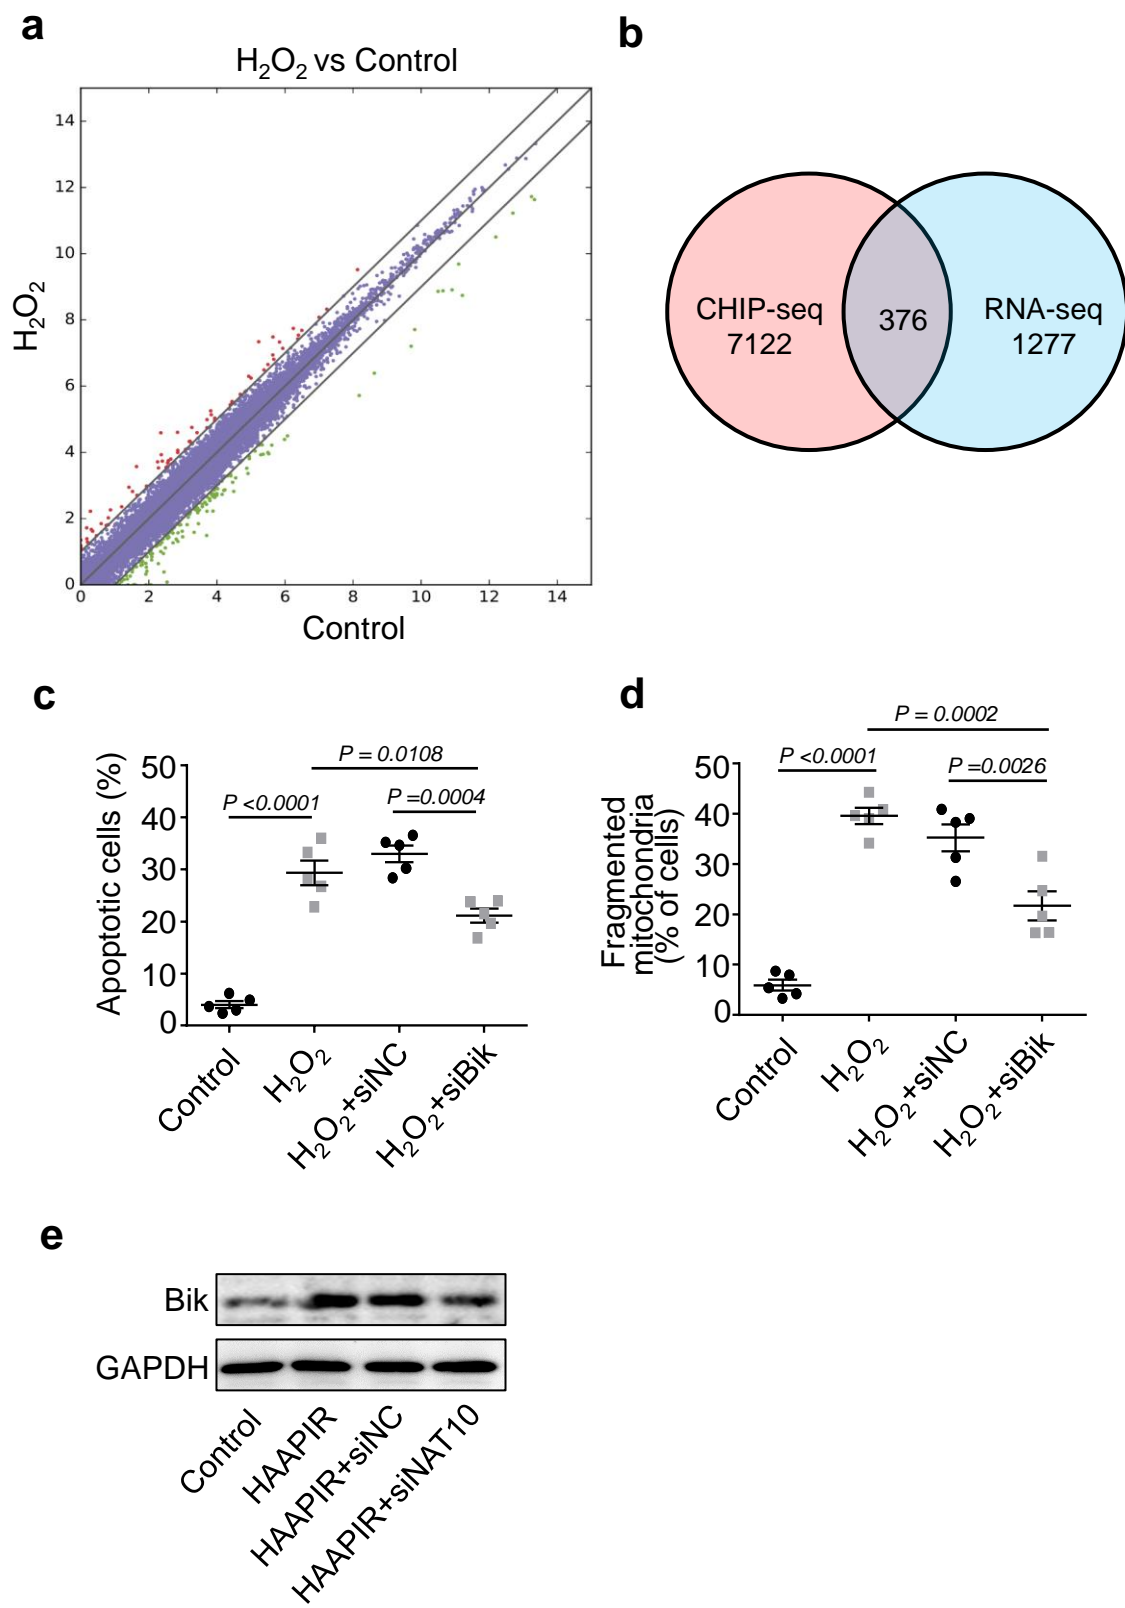 a
H₂O₂ vs Control
14
12
10
8
6
4
2
0
H₂O₂
0 2 4 6 8 10 12 14
Control
b
CHIP-seq
7122
376
RNA-seq
1277
c
P = 0.0108
P <0.0001
P =0.0004
50
40
30
20
10
0
Apoptotic cells (%)
Control
H₂O₂
H₂O₂+siNC
H₂O₂+siBik
d
P = 0.0002
P <0.0001
P =0.0026
50
40
30
20
10
0
Fragmented
mitochondria
(% of cells)
Control
H₂O₂
H₂O₂+siNC
H₂O₂+siBik
e
Bik
GAPDH
Control
HAAPIR
HAAPIR+siNC
HAAPIR+siNAT10